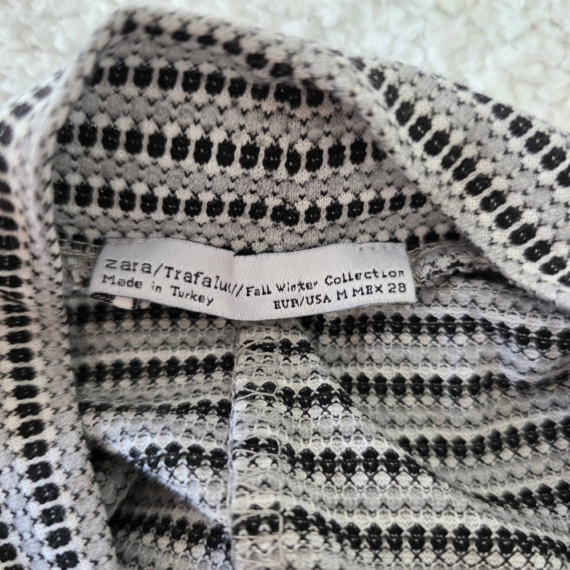 zara/Trafaluc//Fall Winter Collection
Made in Turkey
EUR/USA M MEX 28